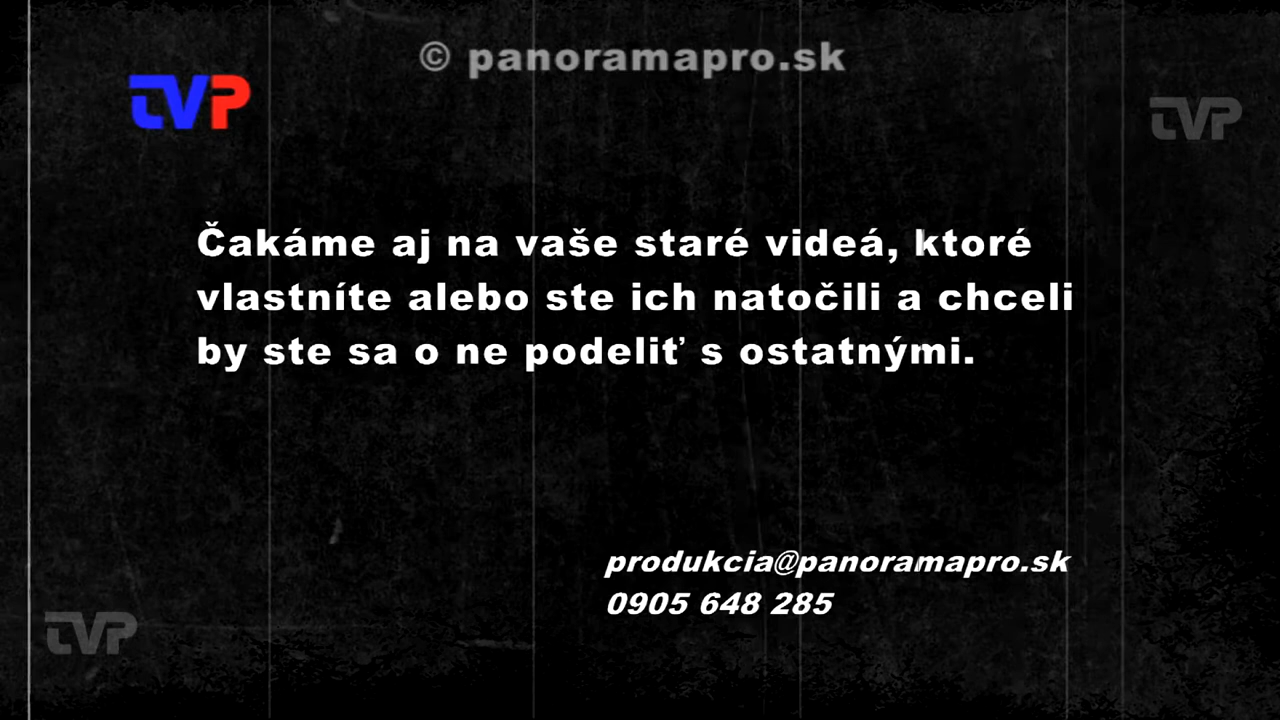 © panoramapro.sk
TVP
TVP
Čakáme aj na vaše staré videá, ktoré
vlastníte alebo ste ich natočili a chceli
by ste sa o ne podeliť s ostatnými.
produkcia@panoramapro.sk
0905 648 285
TVP